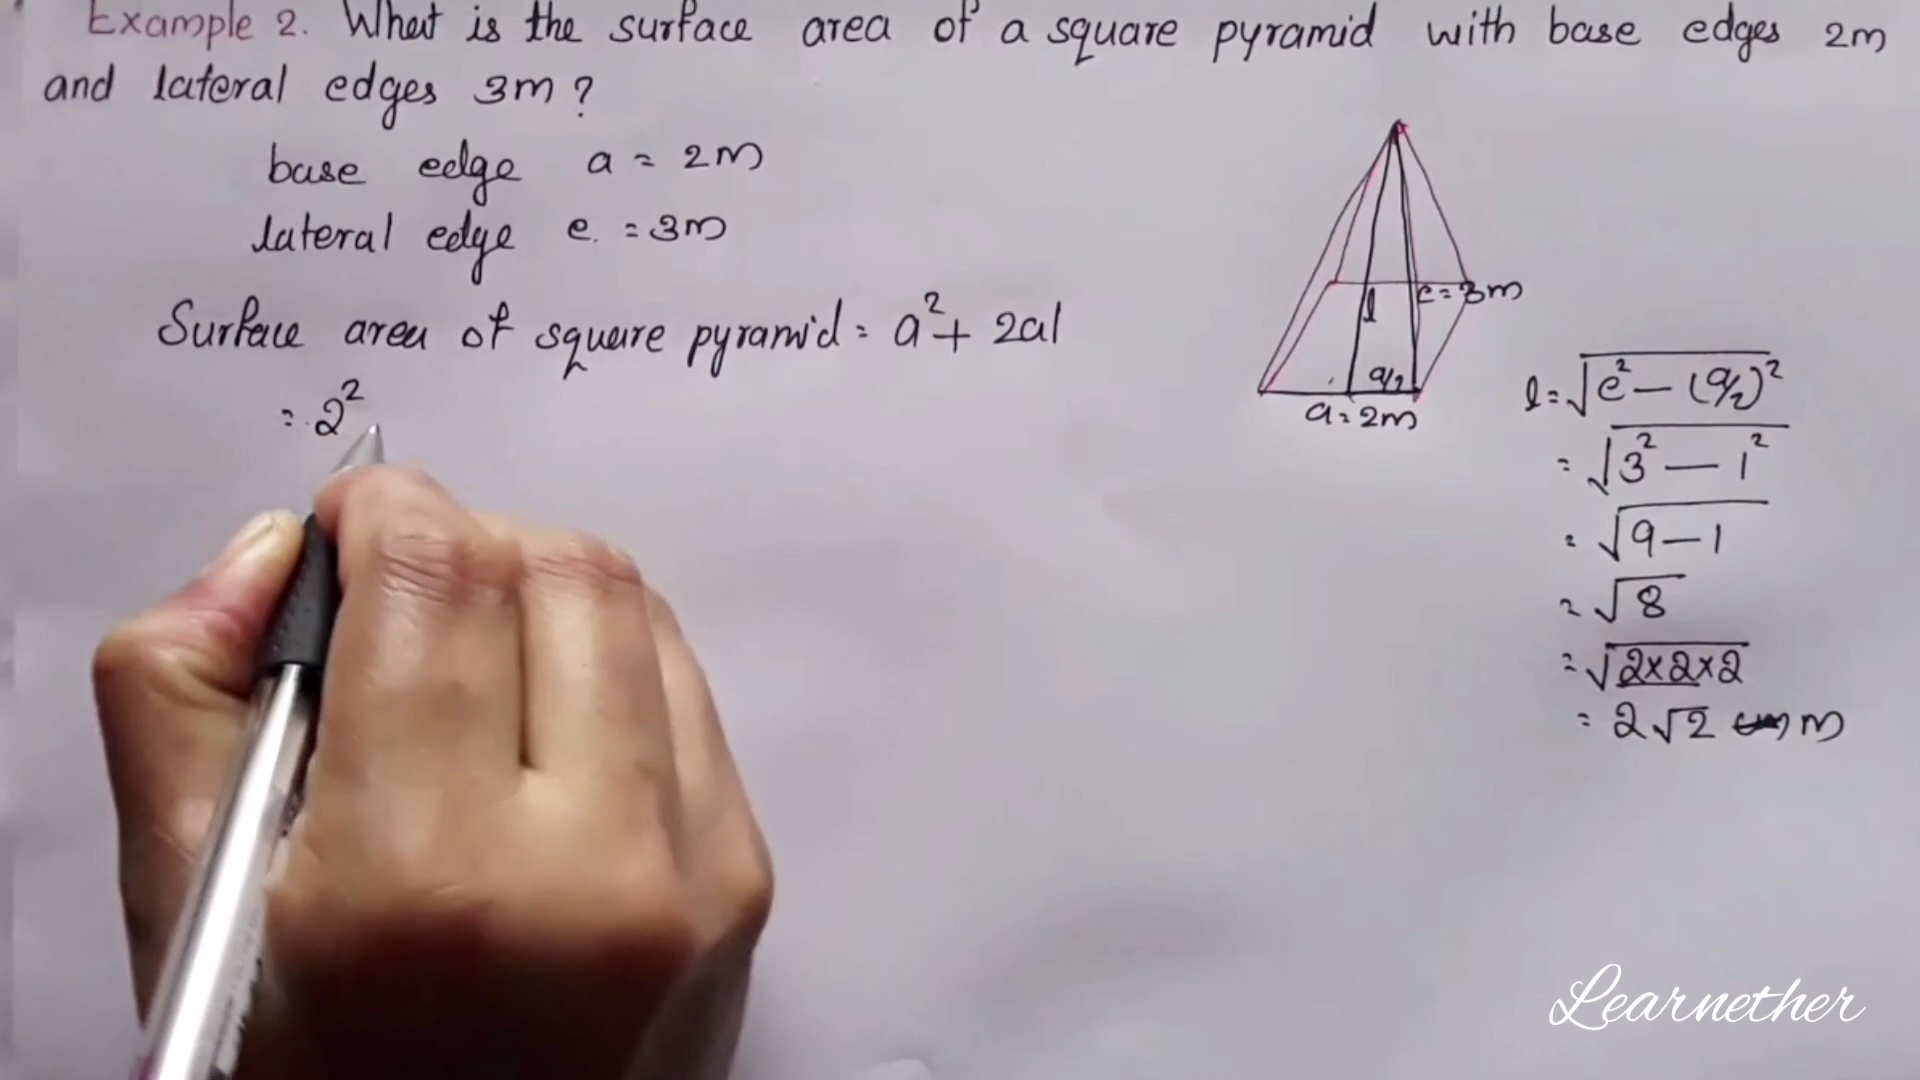 Example 2. What is the surface area of a square pyramid with base edges 2m
and lateral edges 3m?
base edge a = 2m
lateral edge e. = 3m
Surface area of square pyramid = a² + 2al
= 2²
l
e = 3m
a/2
a = 2m
l = √e² - (a/2)²
= √3² - 1²
= √9 - 1
= √8
= √2×2×2
= 2√2 m
Learnether